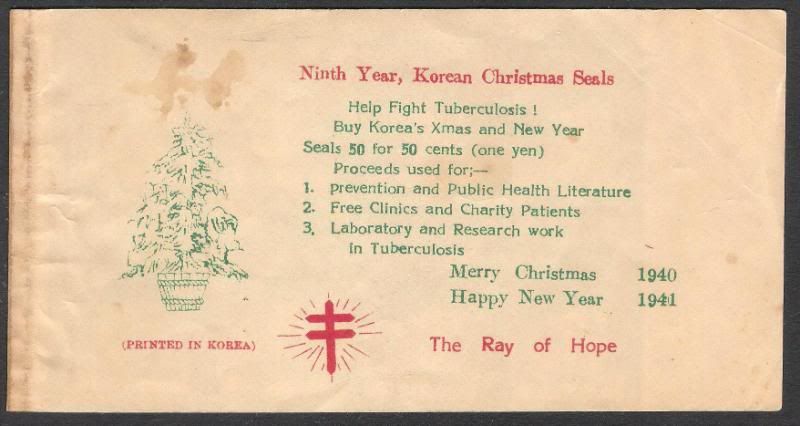 Ninth Year, Korean Christmas Seals
Help Fight Tuberculosis !
Buy Korea's Xmas and New Year
Seals 50 for 50 cents (one yen)
Proceeds used for;—
1. prevention and Public Health Literature
2. Free Clinics and Charity Patients
3. Laboratory and Research work
in Tuberculosis
Merry Christmas 1940
Happy New Year 1941
(PRINTED IN KOREA)
The Ray of Hope